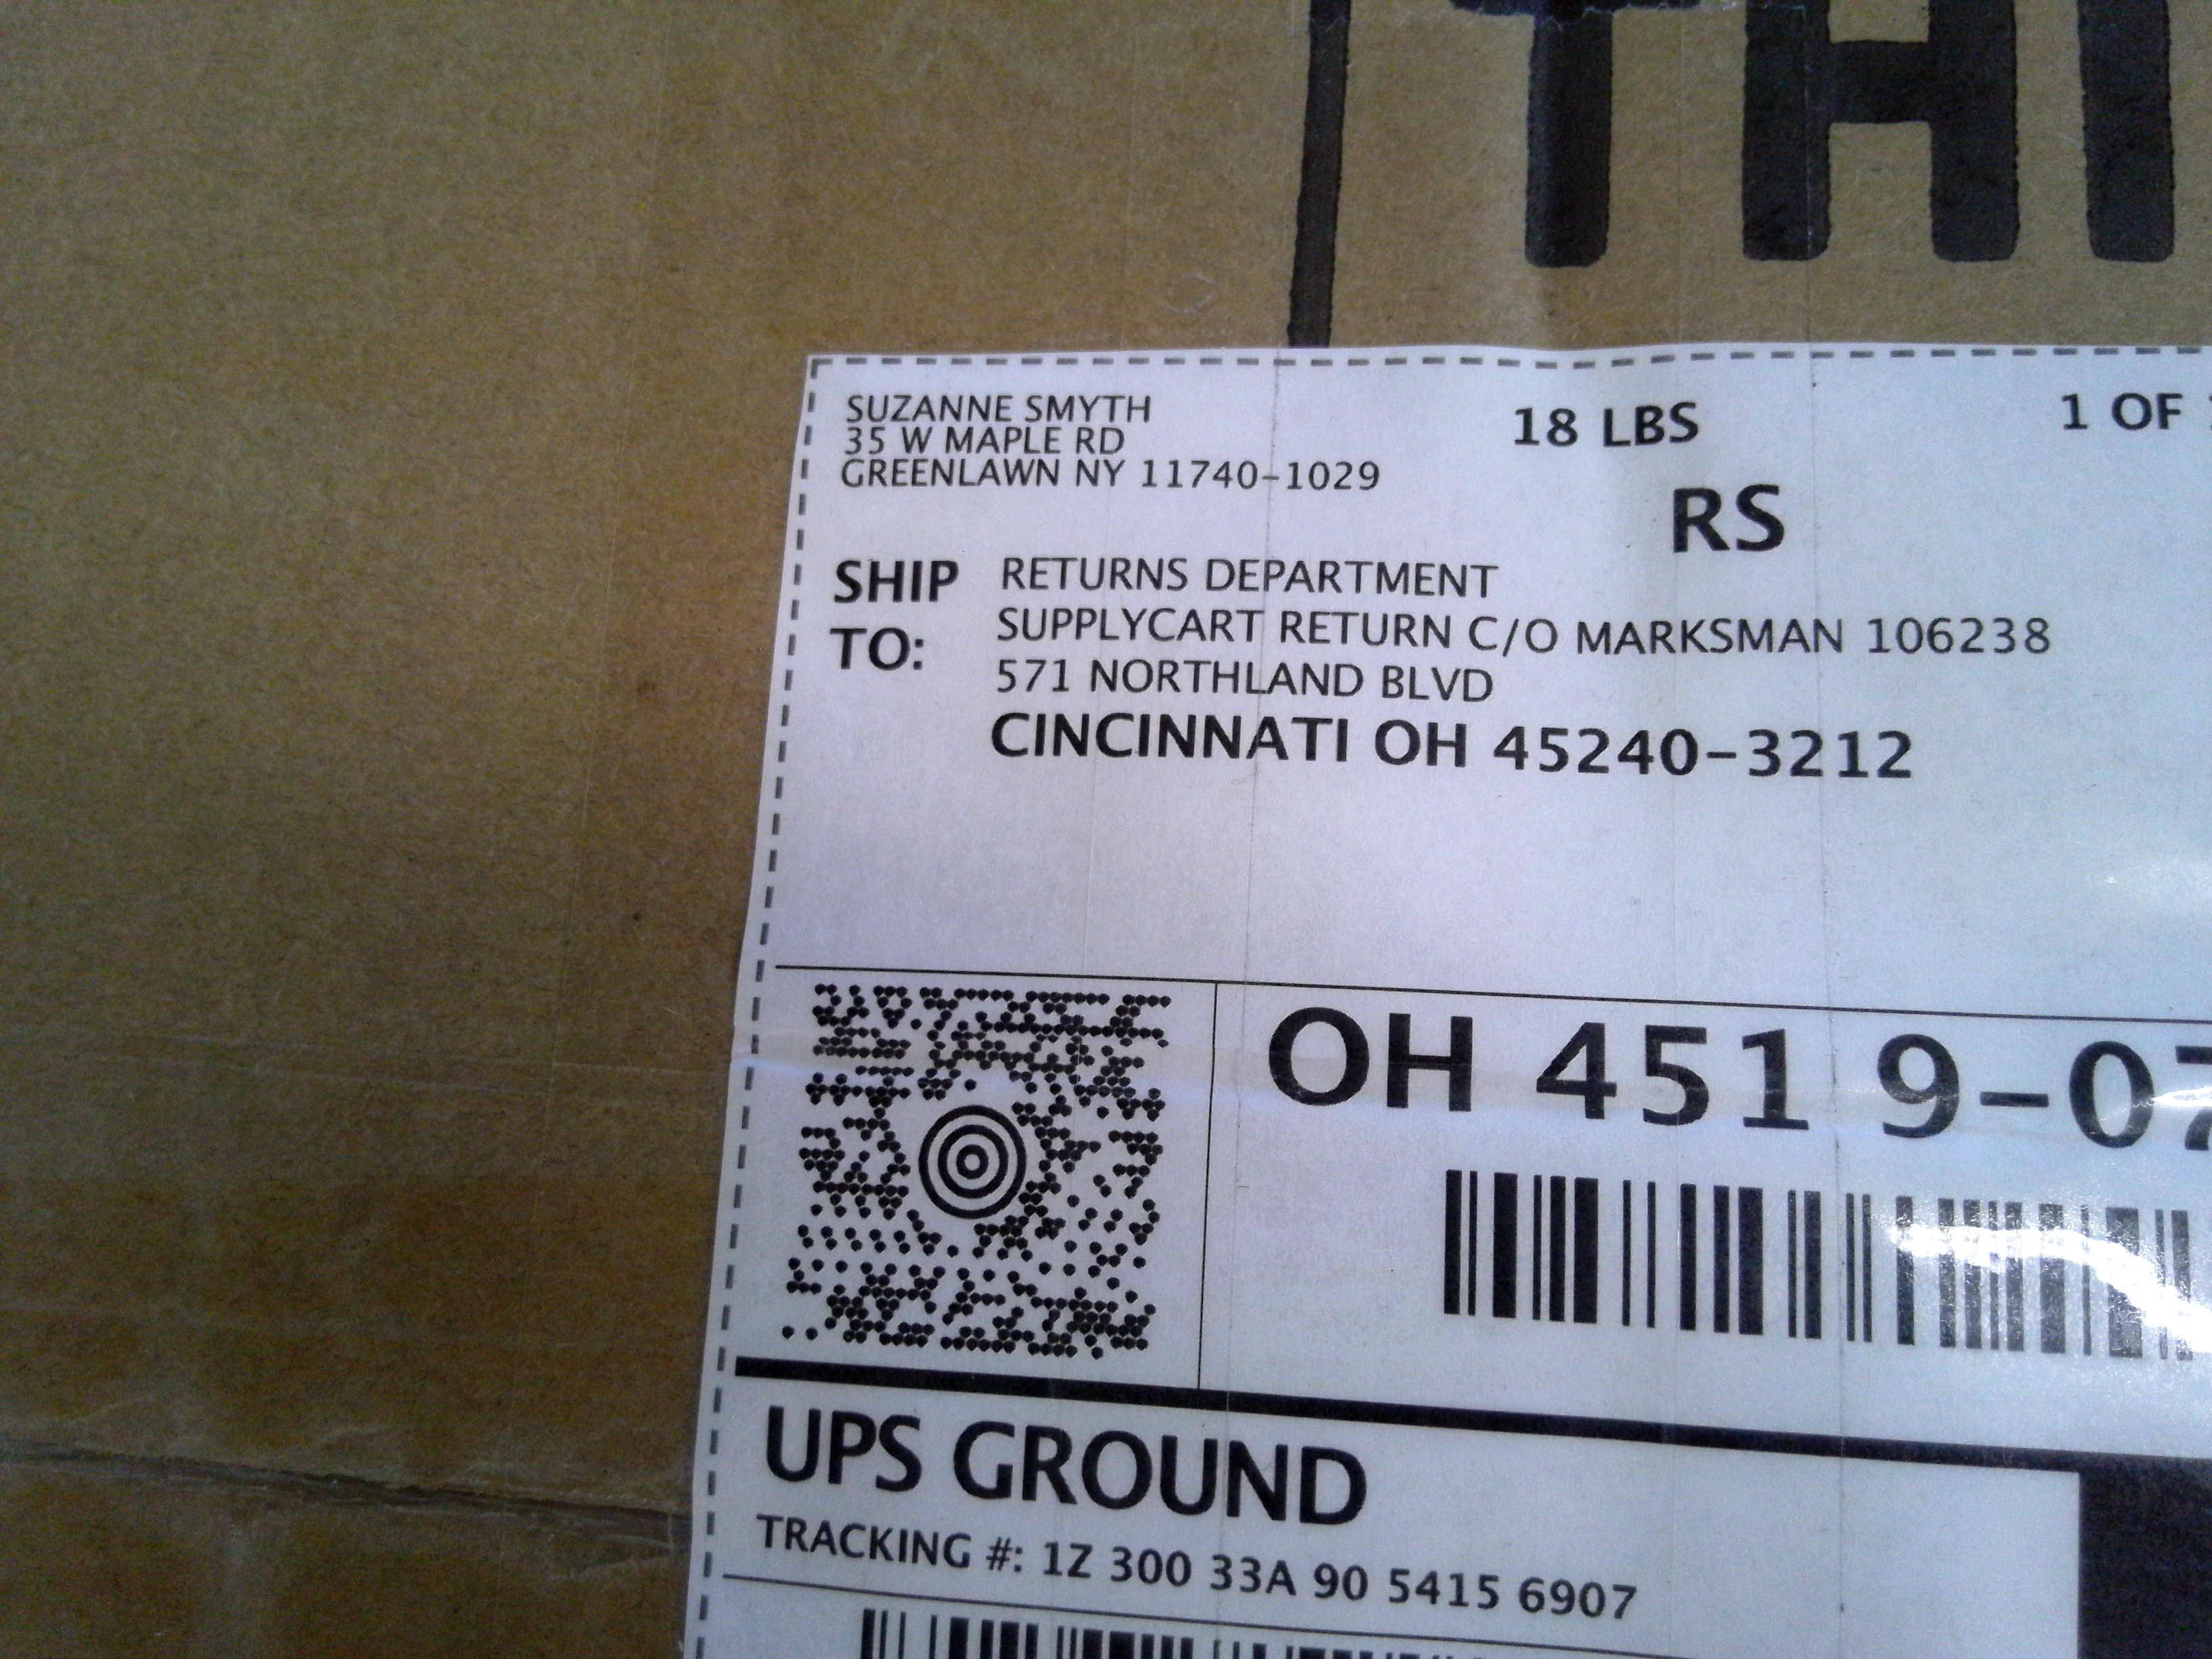 THI
SUZANNE SMYTH
35 W MAPLE RD
GREENLAWN NY 11740-1029
18 LBS
1 OF
RS
SHIP TO:
RETURNS DEPARTMENT
SUPPLYCART RETURN C/O MARKSMAN 106238
571 NORTHLAND BLVD
CINCINNATI OH 45240-3212
OH 451 9-07
UPS GROUND
TRACKING #: 1Z 300 33A 90 5415 6907